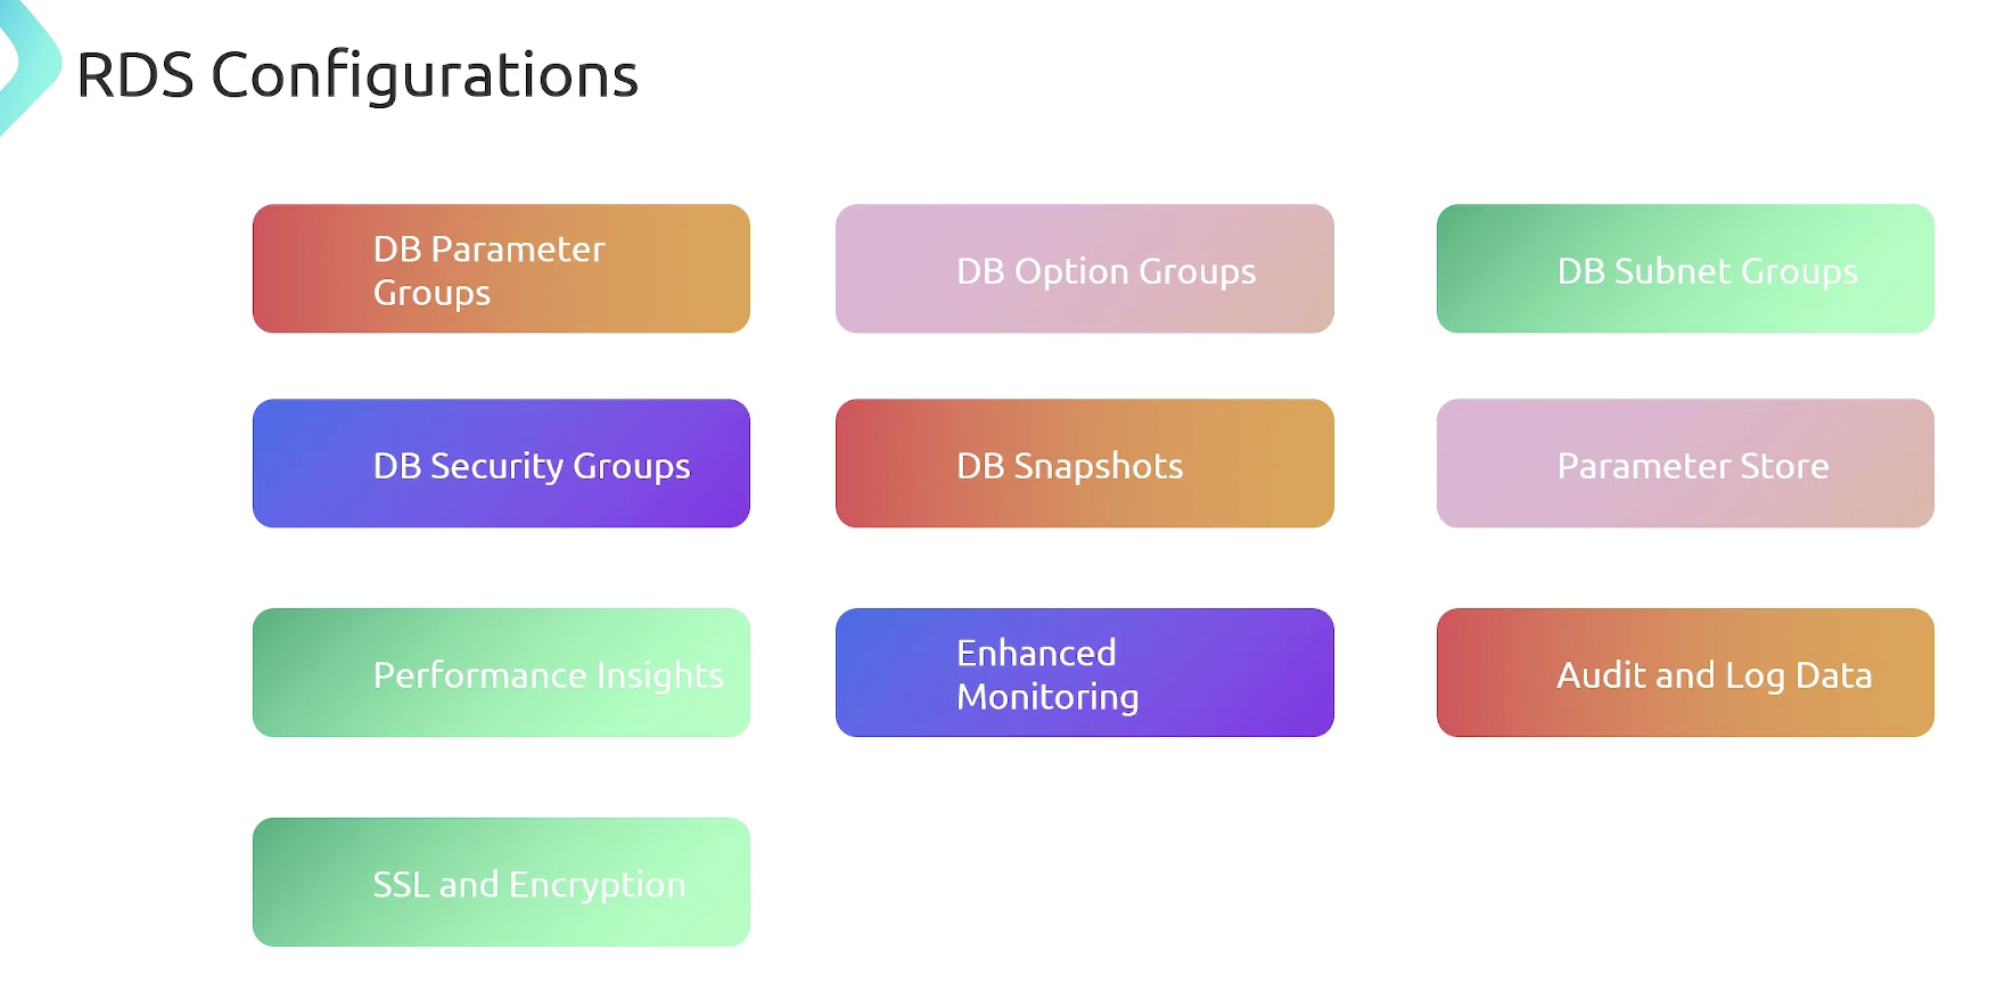 RDS Configurations
DB Parameter
Groups
DB Option Groups
DB Subnet Groups
DB Security Groups
DB Snapshots
Parameter Store
Performance Insights
Enhanced
Monitoring
Audit and Log Data
SSL and Encryption